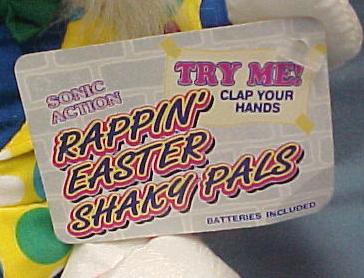 TRY ME!
CLAP YOUR
HANDS
SONIC
ACTION
RAPPIN'
EASTER
SHAKY PALS
BATTERIES INCLUDED